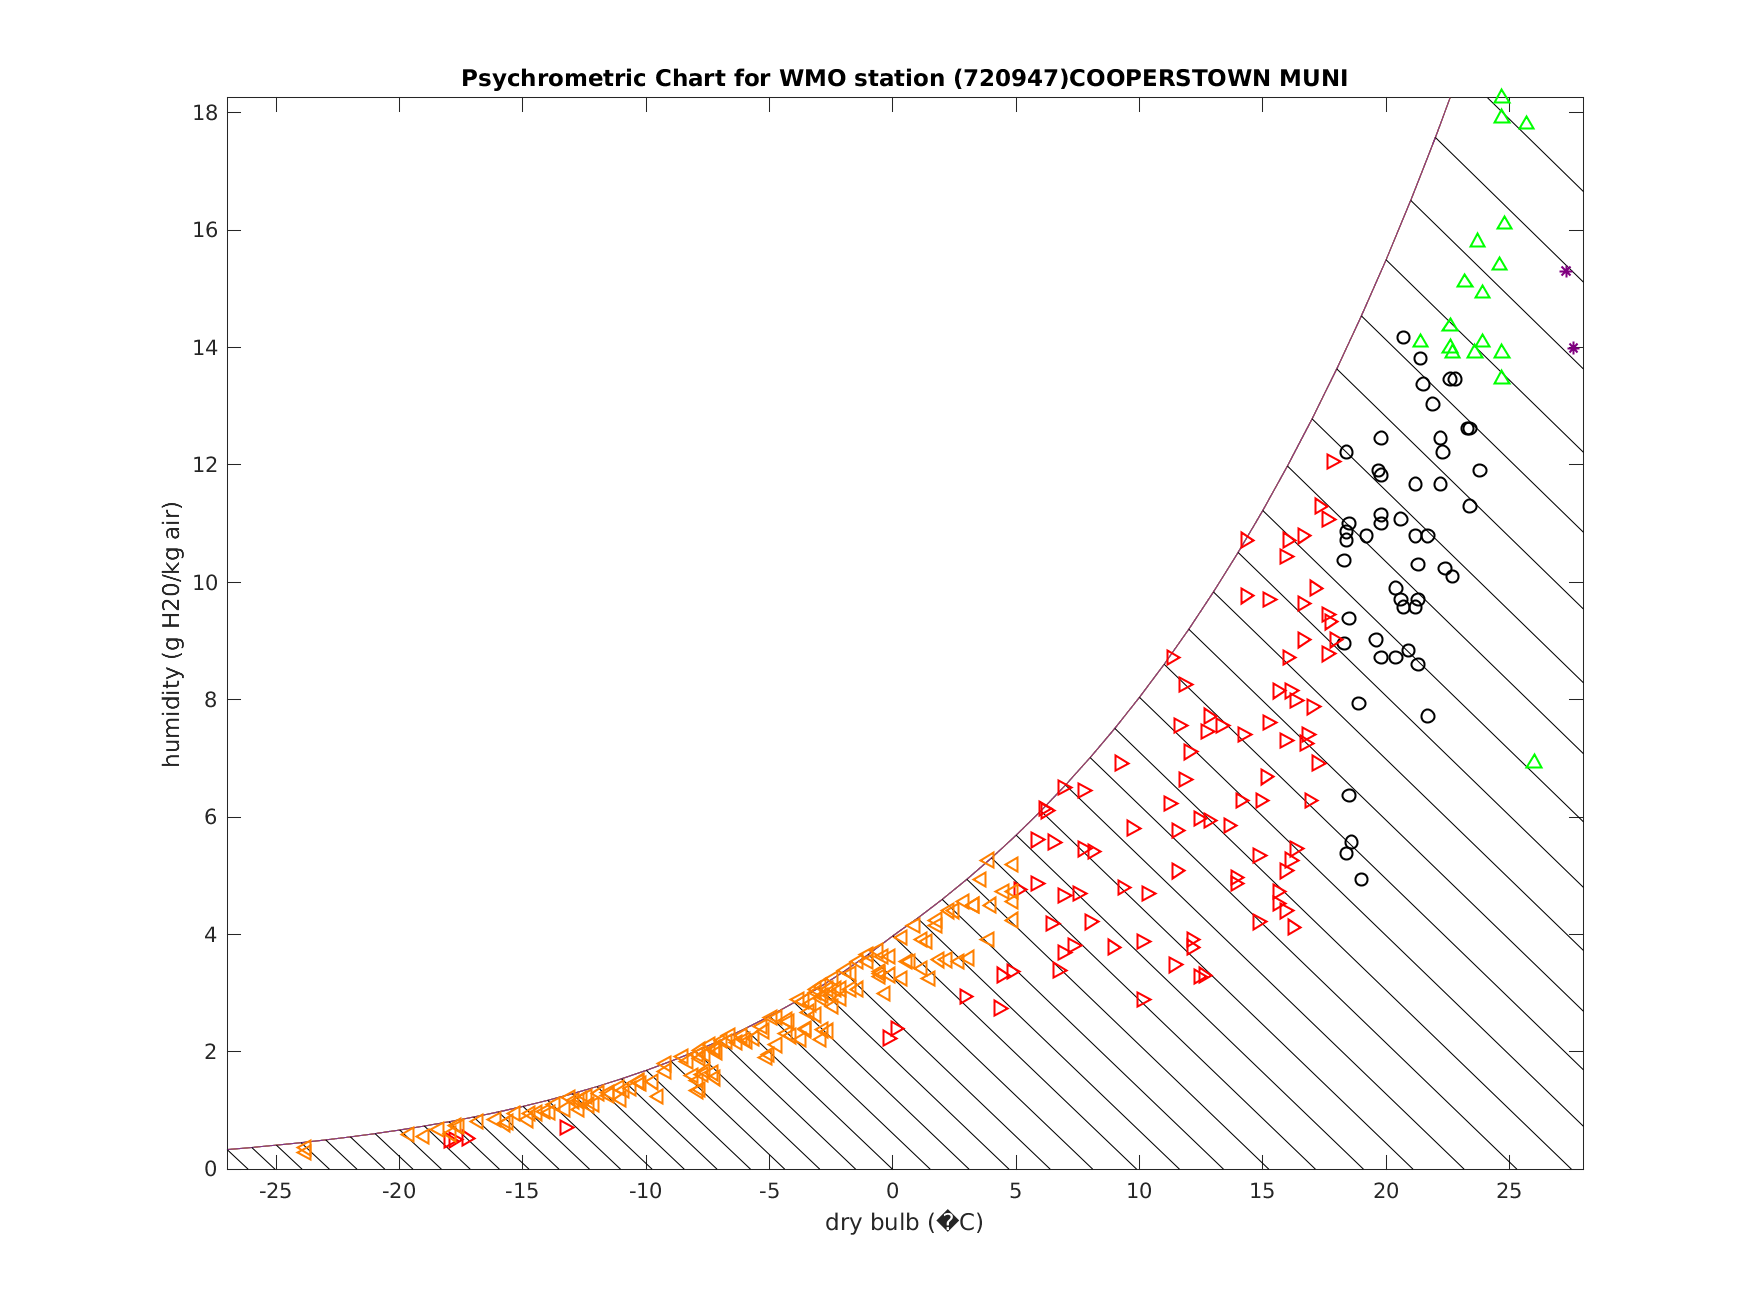 Psychrometric Chart for WMO station (720947)COOPERSTOWN MUNI
18
16
14
12
10
8
6
4
2
0
humidity (g H20/kg air)
-25 -20 -15 -10 -5 0 5 10 15 20 25
dry bulb (�C)